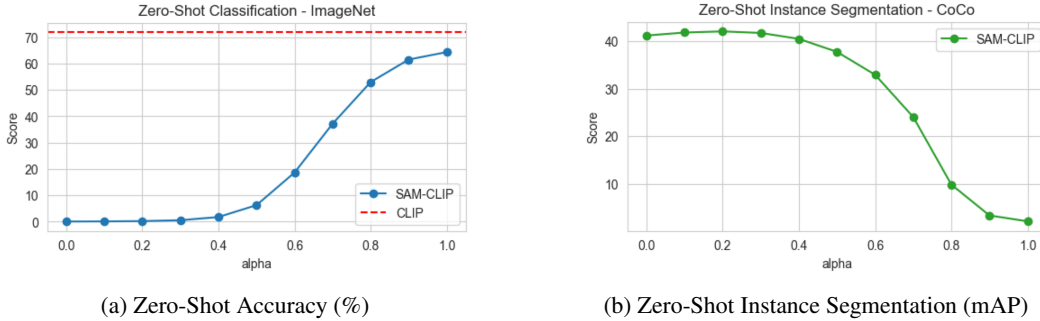 Zero-Shot Classification - ImageNet
70
60
50
40
30
20
10
0
Score
0.0 0.2 0.4 0.6 0.8 1.0
alpha
SAM-CLIP
CLIP
(a) Zero-Shot Accuracy (%)
Zero-Shot Instance Segmentation - CoCo
40
30
20
10
Score
0.0 0.2 0.4 0.6 0.8 1.0
alpha
SAM-CLIP
(b) Zero-Shot Instance Segmentation (mAP)